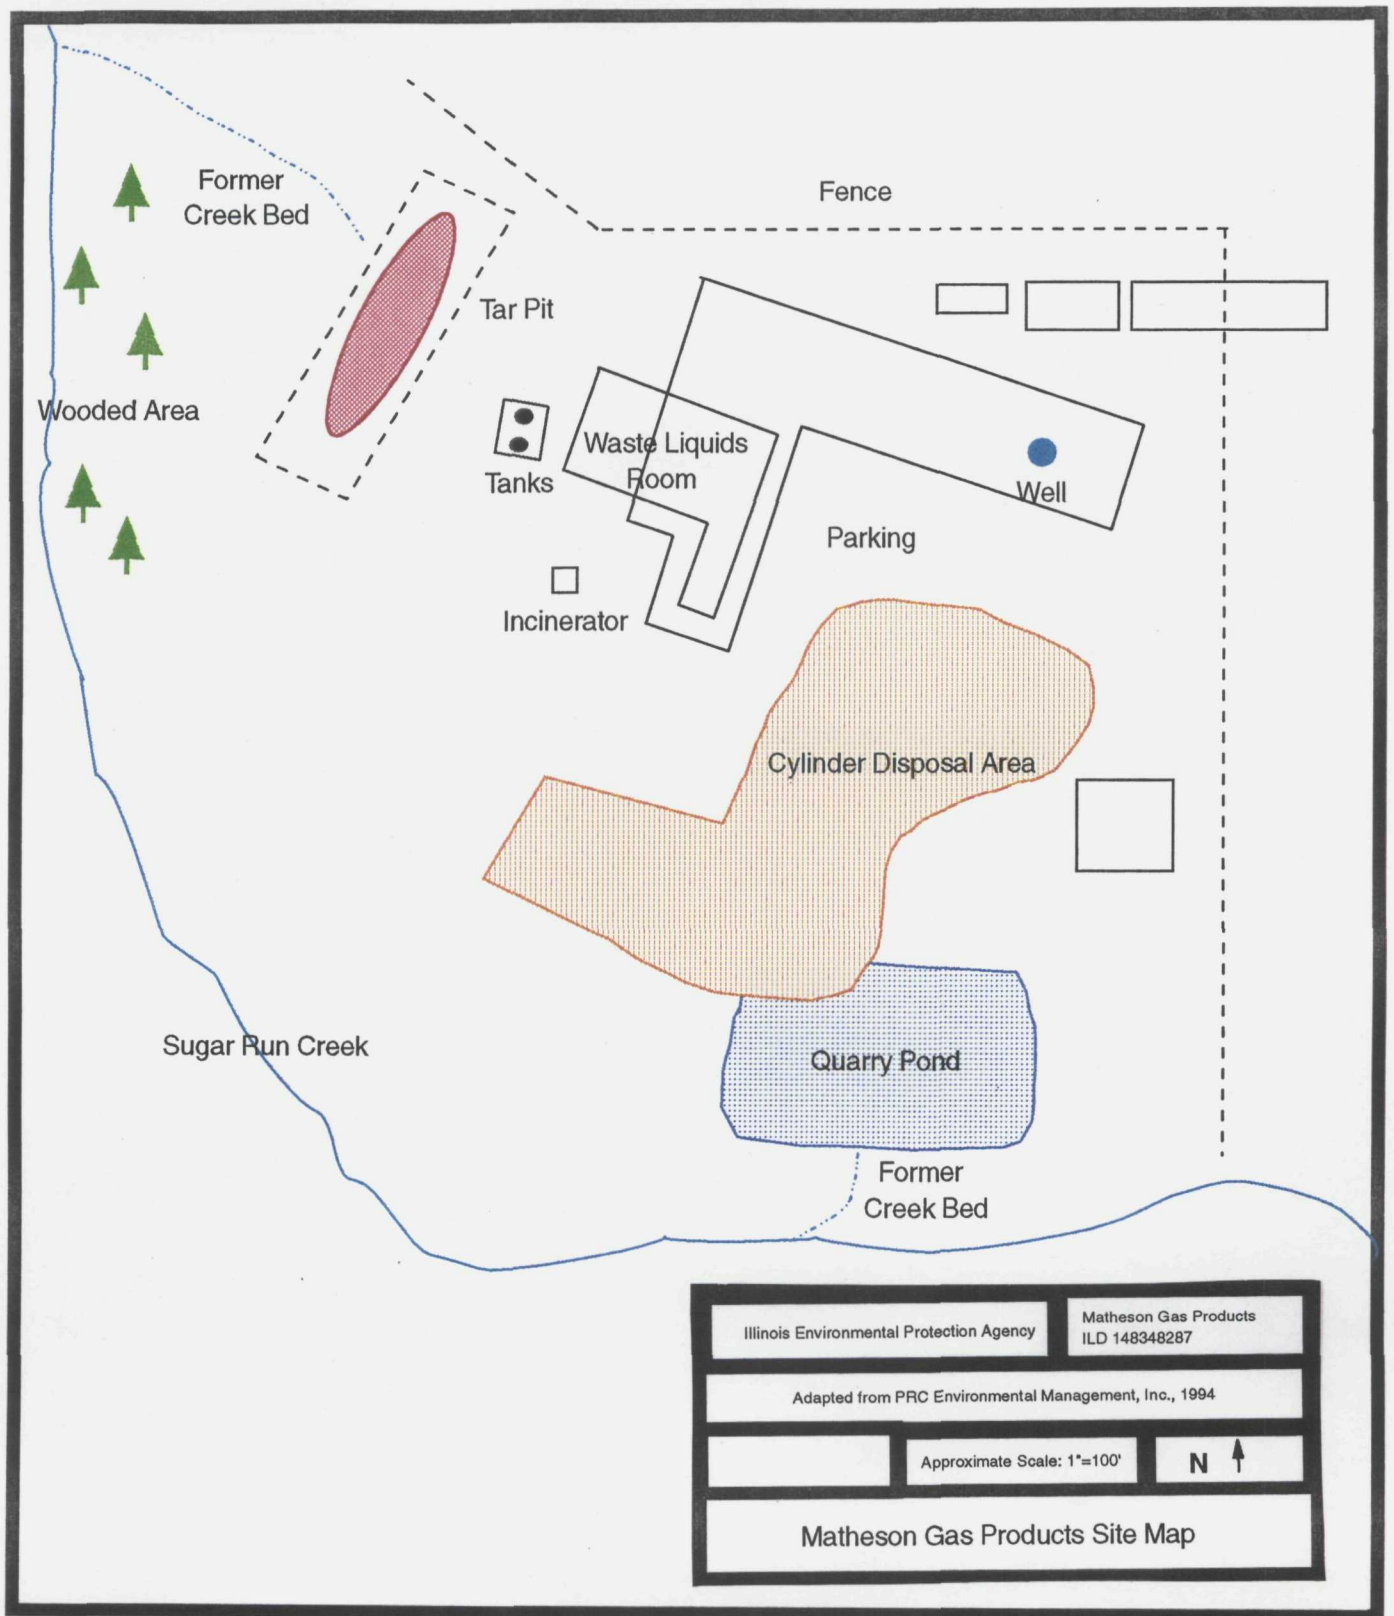 Former
Creek Bed
Fence
Tar Pit
Wooded Area
Waste Liquids
Room
Tanks
Well
Parking
Incinerator
Cylinder Disposal Area
Sugar Run Creek
Quarry Pond
Former
Creek Bed
Illinois Environmental Protection Agency
Matheson Gas Products
ILD 148348287
Adapted from PRC Environmental Management, Inc., 1994
Approximate Scale: 1"=100'
N
Matheson Gas Products Site Map